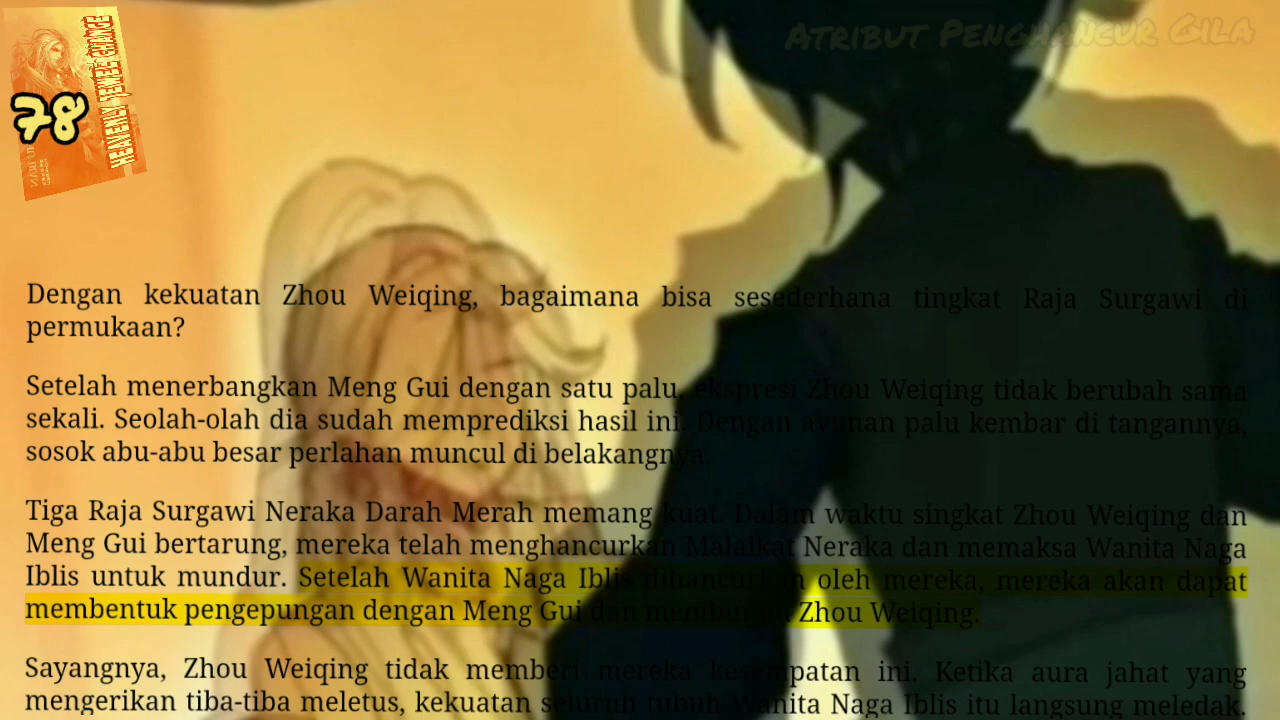 Atribut Penghancur Gila
HEAVENLY JEWEL CHANGE
78
Dengan kekuatan Zhou Weiqing, bagaimana bisa sesederhana tingkat Raja Surgawi di
permukaan?
Setelah menerbangkan Meng Gui dengan satu palu, ekspresi Zhou Weiqing tidak berubah sama
sekali. Seolah-olah dia sudah memprediksi hasil ini. Dengan ayunan palu kembar di tangannya,
sosok abu-abu besar perlahan muncul di belakangnya.
Tiga Raja Surgawi Neraka Darah Merah memang kuat. Dalam waktu singkat Zhou Weiqing dan
Meng Gui bertarung, mereka telah menghancurkan Malaikat Neraka dan memaksa Wanita Naga
Iblis untuk mundur. Setelah Wanita Naga Iblis dihancurkan oleh mereka, mereka akan dapat
membentuk pengepungan dengan Meng Gui dan membunuh Zhou Weiqing.
Sayangnya, Zhou Weiqing tidak memberi mereka kesempatan ini. Ketika aura jahat yang
mengerikan tiba-tiba meletus, kekuatan seluruh tubuh Wanita Naga Iblis itu langsung meledak.